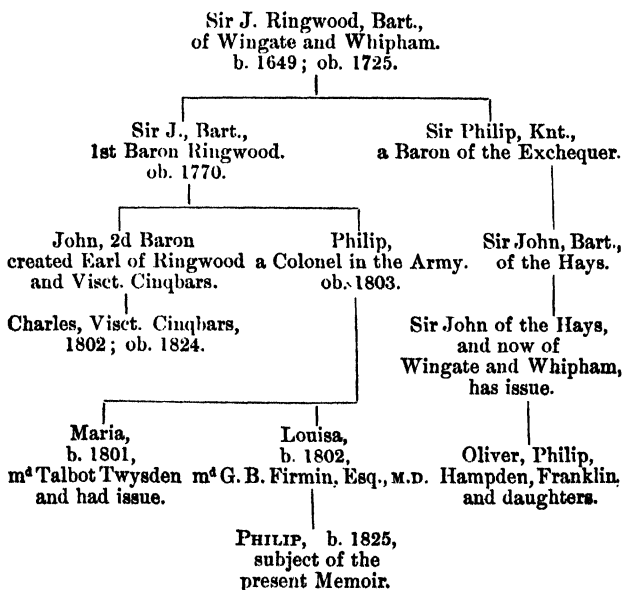 Sir J. Ringwood, Bart.,
of Wingate and Whipham.
b. 1649; ob. 1725.
Sir J., Bart.,
1st Baron Ringwood.
ob. 1770.
Sir Philip, Knt.,
a Baron of the Exchequer.
John, 2d Baron
created Earl of Ringwood
and Visct. Cinqbars.
Philip,
a Colonel in the Army.
ob. 1803.
Sir John, Bart.,
of the Hays.
Charles, Visct. Cinqbars,
1802; ob. 1824.
Sir John of the Hays,
and now of
Wingate and Whipham,
has issue.
Maria,
b. 1801,
md Talbot Twysden
and had issue.
Louisa,
b. 1802,
md G. B. Firmin, Esq., M.D.
Oliver, Philip,
Hampden, Franklin,
and daughters.
PHILIP, b. 1825,
subject of the
present Memoir.